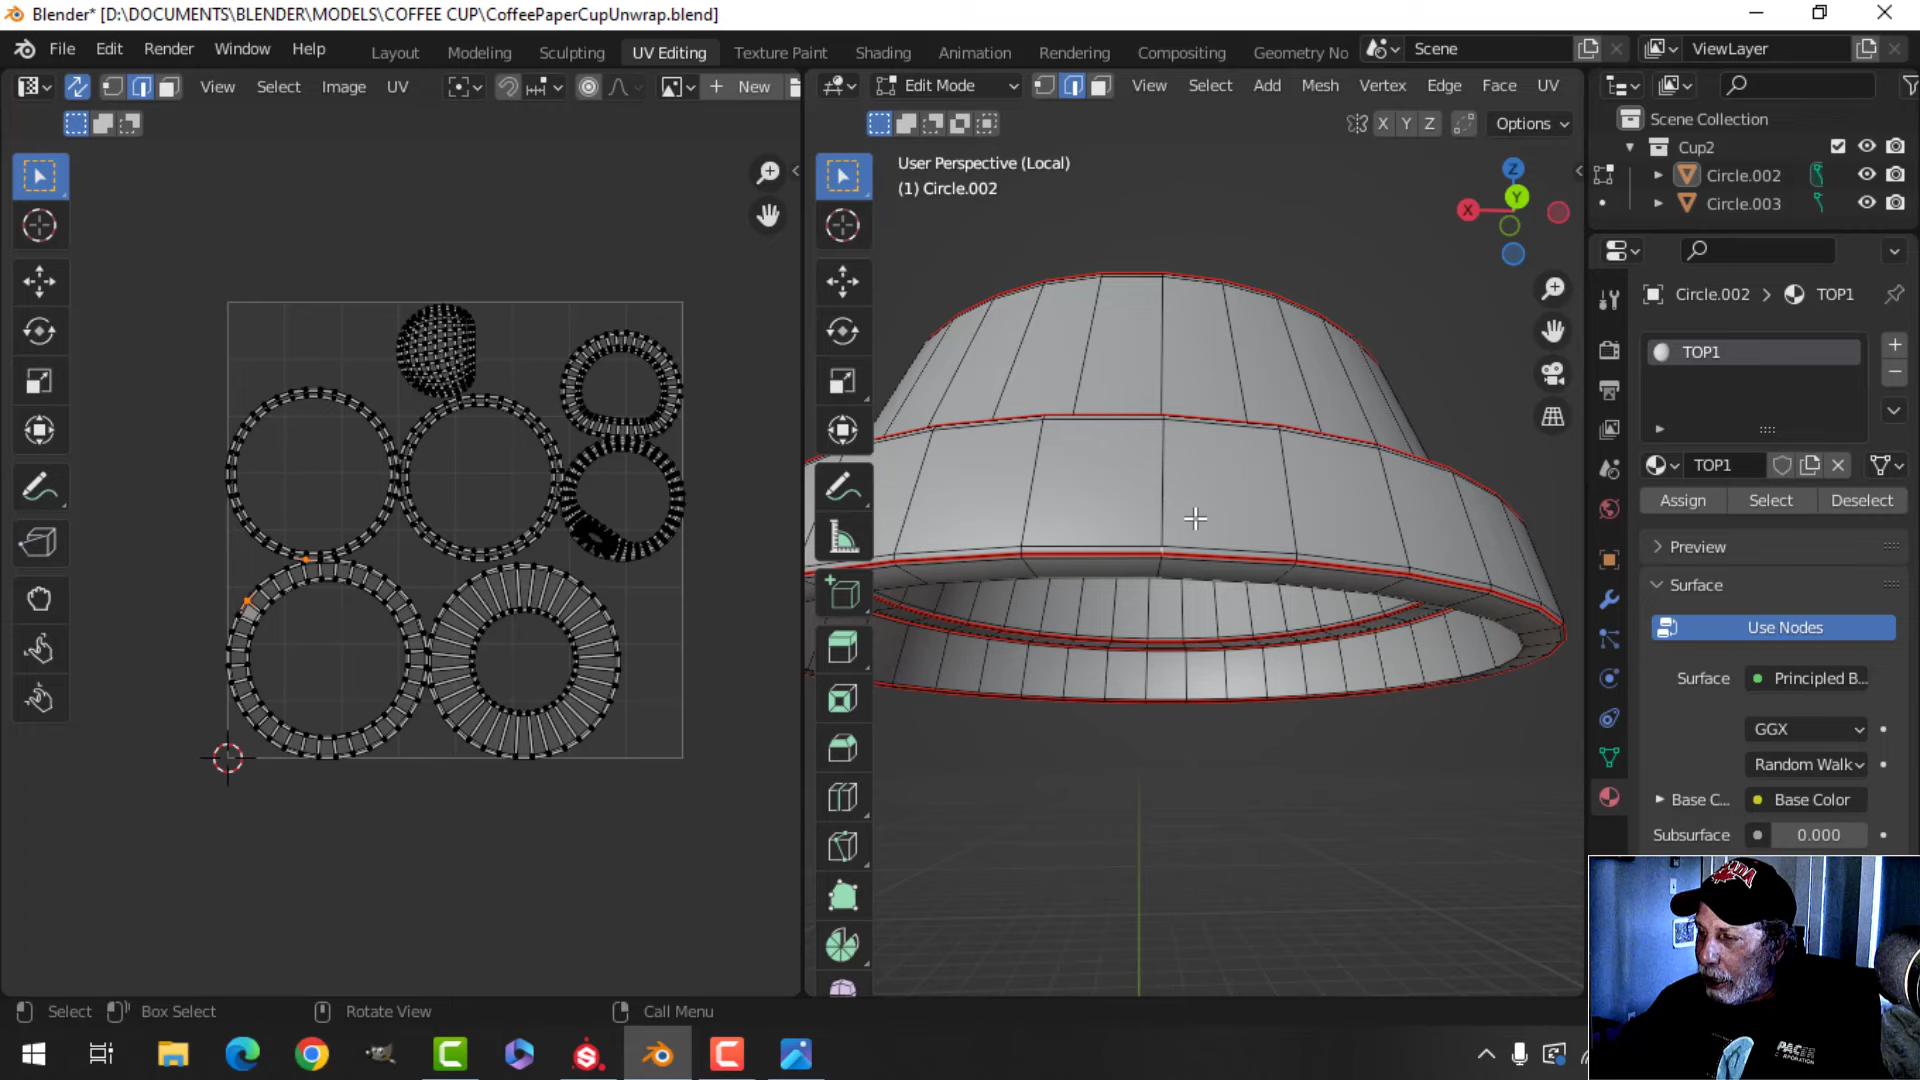 Blender* [D:\DOCUMENTS\BLENDER\MODELS\COFFEE CUP\CoffeePaperCupUnwrap.blend]
File Edit Render Window Help Layout Modeling Sculpting UV Editing Texture Paint Shading Animation Rendering Compositing Geometry No Scene ViewLayer
View Select Image UV New Edit Mode View Select Add Mesh Vertex Edge Face UV
X Y Z Options
Scene Collection
Cup2
Circle.002
Circle.003
User Perspective (Local)
(1) Circle.002
Z
Y
X
Circle.002 > TOP1
TOP1
TOP1
Assign Select Deselect
Preview
Surface
Use Nodes
Surface Principled B...
GGX
Random Walk
Base C... Base Color
Subsurface 0.000
Select Box Select Rotate View Call Menu
PACER
CORPORATION